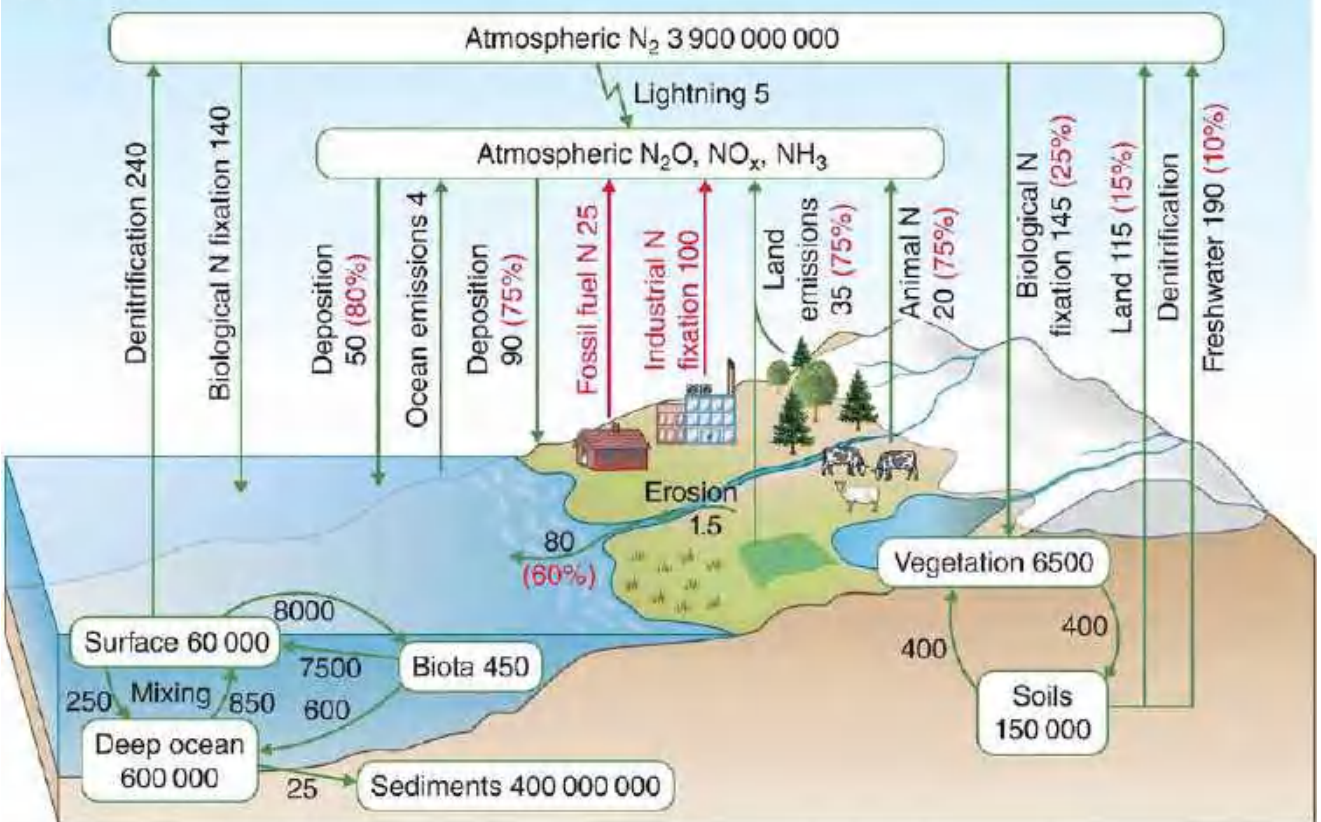 Atmospheric N₂ 3 900 000 000
Lightning 5
Atmospheric N₂O, NOₓ, NH₃
Denitrification 240
Biological N fixation 140
Deposition
50 (80%)
Ocean emissions 4
Deposition
90 (75%)
Fossil fuel N 25
Industrial N
fixation 100
Land
emissions
35 (75%)
Animal N
20 (75%)
Biological N
fixation 145 (25%)
Land 115 (15%)
Denitrification
Freshwater 190 (10%)
Erosion
1.5
80
(60%)
Vegetation 6500
400
400
Soils
150 000
8000
Surface 60 000
7500
Biota 450
250
Mixing
850
600
Deep ocean
600 000
25
Sediments 400 000 000